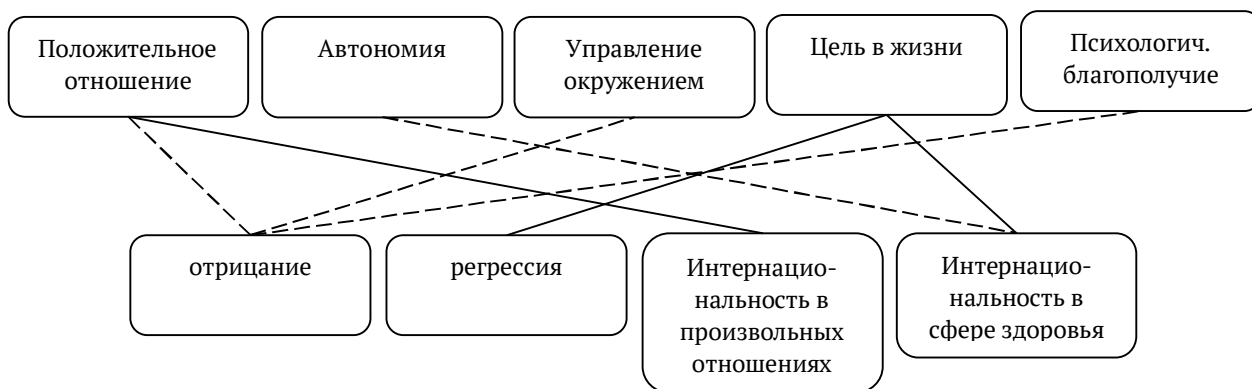 Положительное
отношение
Автономия
Управление
окружением
Цель в жизни
Психологич.
благополучие
отрицание
регрессия
Интернацио-
нальность в
произвольных
отношениях
Интернацио-
нальность в
сфере здоровья